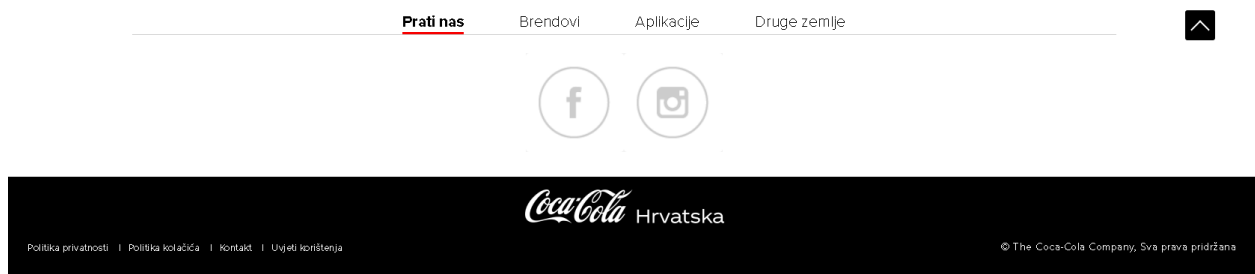 Prati nas Brendovi Aplikacije Druge zemlje
Coca-Cola Hrvatska
Politika privatnosti | Politika kolačića | Kontakt | Uvjeti korištenja © The Coca-Cola Company, Sva prava pridržana